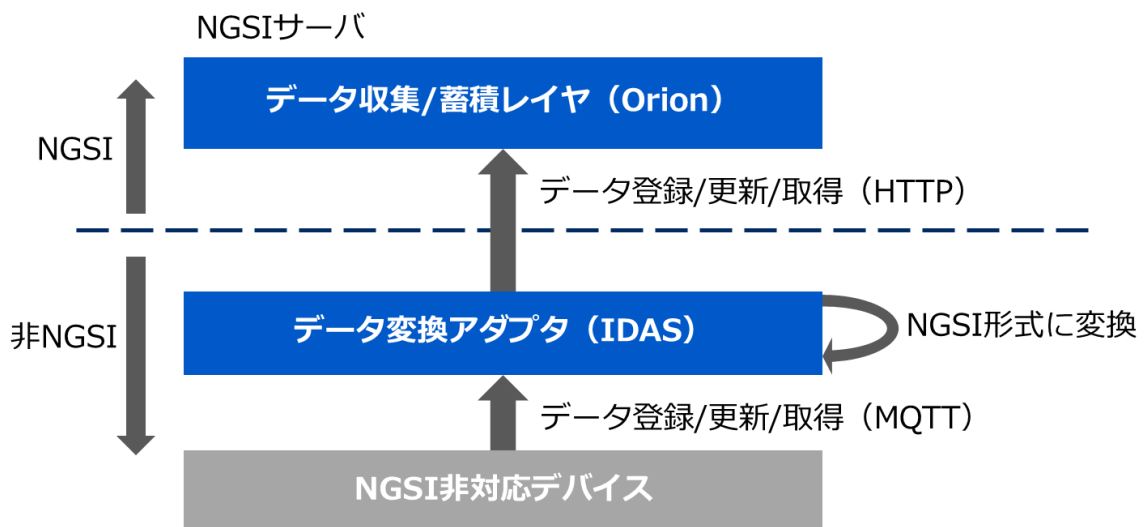 NGSIサーバ
データ収集/蓄積レイヤ（Orion）
NGSI
データ登録/更新/取得（HTTP）
非NGSI
データ変換アダプタ（IDAS）
NGSI形式に変換
データ登録/更新/取得（MQTT）
NGSI非対応デバイス